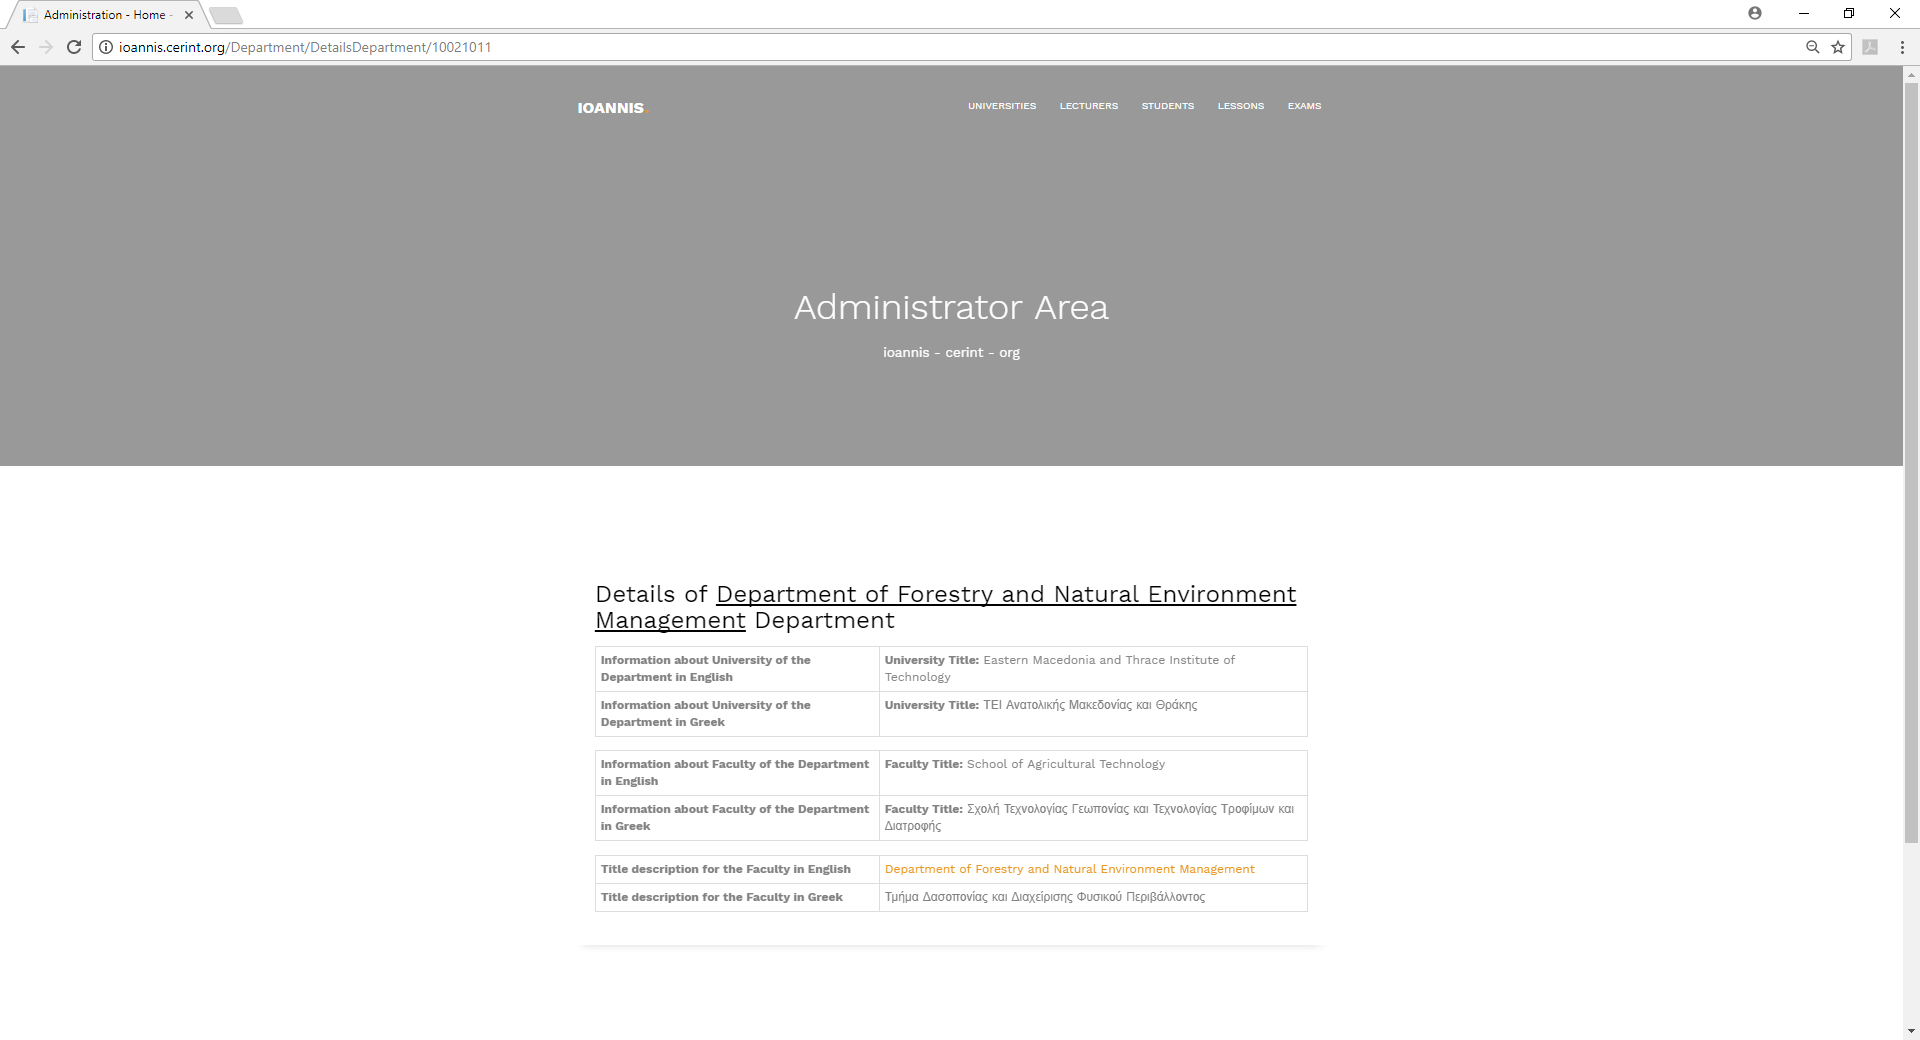 Administration - Home -
ioannis.cerint.org/Department/DetailsDepartment/10021011
IOANNIS.
UNIVERSITIES LECTURERS STUDENTS LESSONS EXAMS
Administrator Area
ioannis - cerint - org
Details of Department of Forestry and Natural Environment
Management Department
Information about University of the
Department in English
University Title: Eastern Macedonia and Thrace Institute of
Technology
Information about University of the
Department in Greek
University Title: ΤΕΙ Ανατολικής Μακεδονίας και Θράκης
Information about Faculty of the Department
in English
Faculty Title: School of Agricultural Technology
Information about Faculty of the Department
in Greek
Faculty Title: Σχολή Τεχνολογίας Γεωπονίας και Τεχνολογίας Τροφίμων και
Διατροφής
Title description for the Faculty in English
Department of Forestry and Natural Environment Management
Title description for the Faculty in Greek
Τμήμα Δασοπονίας και Διαχείρισης Φυσικού Περιβάλλοντος